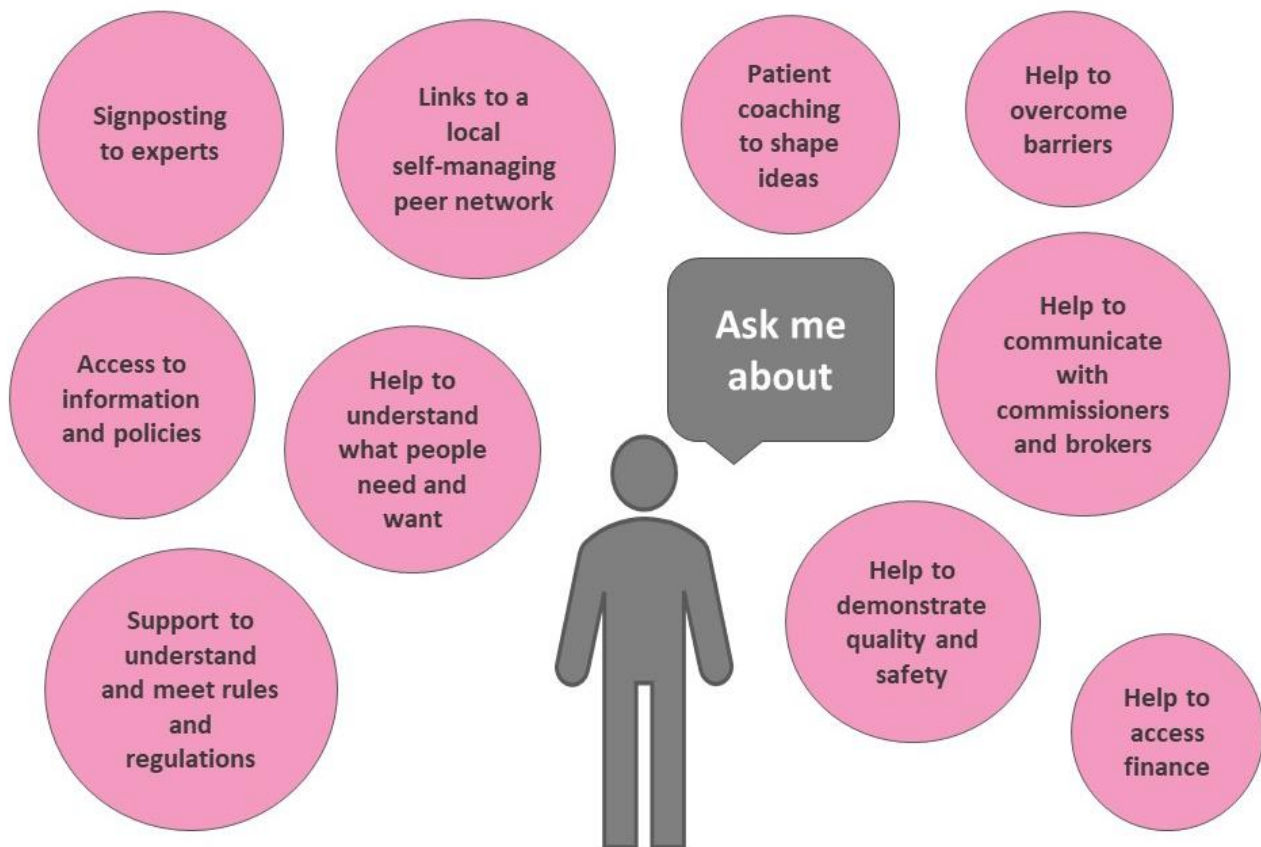 Signposting
to experts
Links to a
local
self-managing
peer network
Patient
coaching
to shape
ideas
Help to
overcome
barriers
Access to
information
and policies
Help to
understand
what people
need and
want
Ask me
about
Help to
communicate
with
commissioners
and brokers
Support to
understand
and meet rules
and
regulations
Help to
demonstrate
quality and
safety
Help to
access
finance